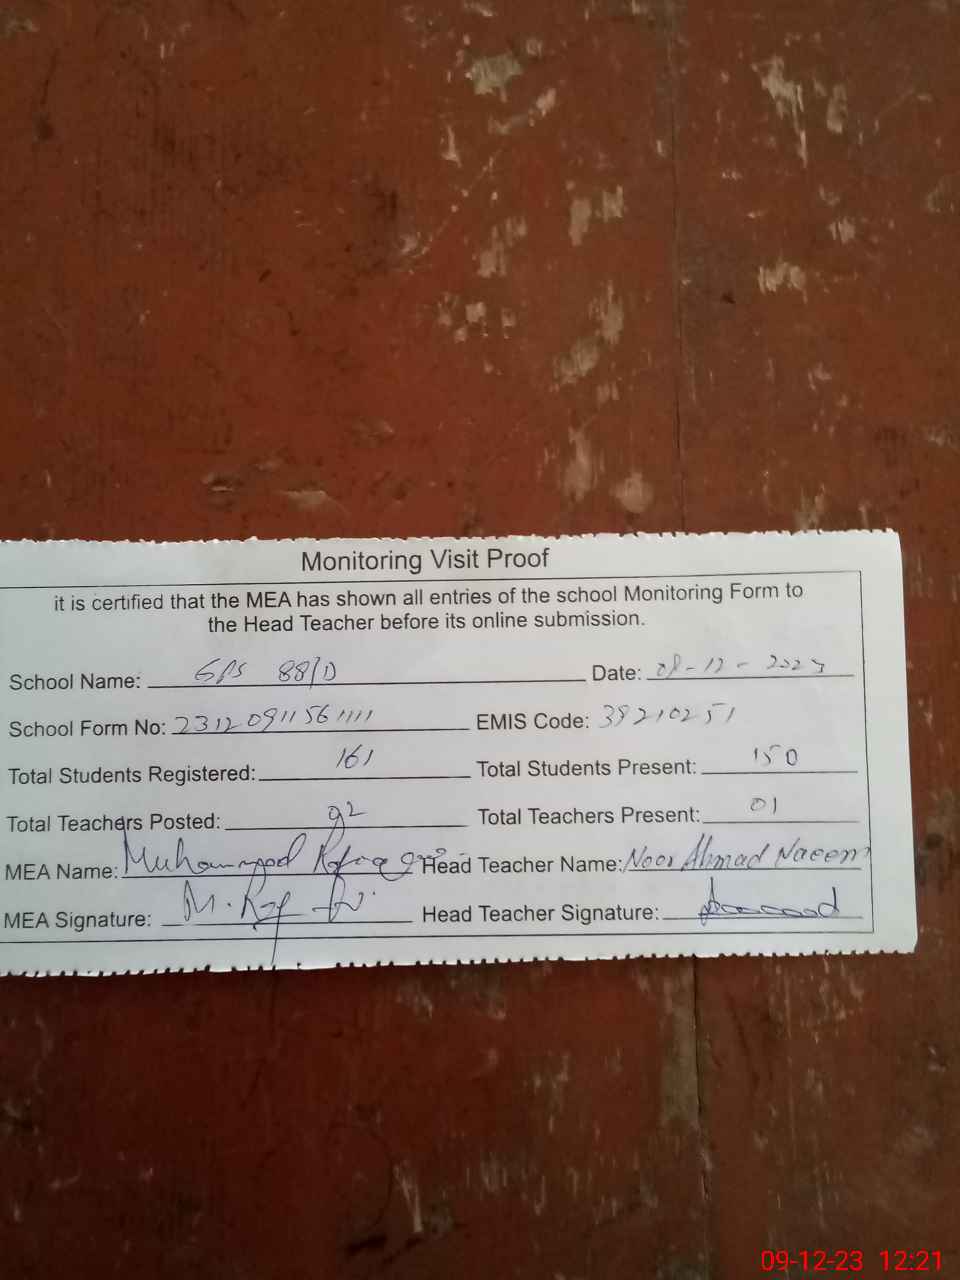 Monitoring Visit Proof
it is certified that the MEA has shown all entries of the school Monitoring Form to
the Head Teacher before its online submission.
School Name: GPS 88/D Date: 08-12-2023
School Form No: 23120911561111 EMIS Code: 39210251
Total Students Registered: 161 Total Students Present: 150
Total Teachers Posted: 02 Total Teachers Present: 01
MEA Name: Muhammad Head Teacher Name: Noor Ahmad Naeem
MEA Signature: Head Teacher Signature:
09-12-23 12:21